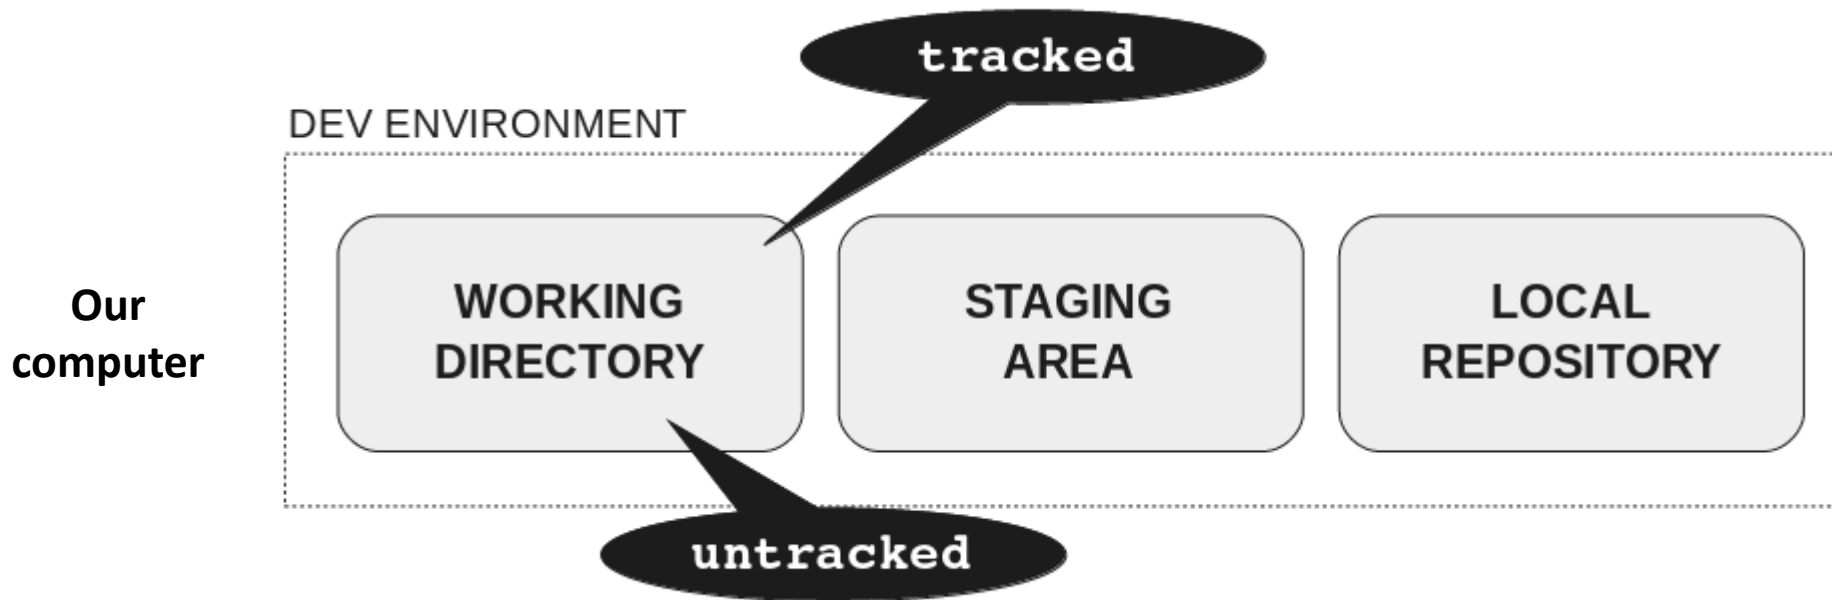 tracked
DEV ENVIRONMENT
Our
computer
WORKING
DIRECTORY
STAGING
AREA
LOCAL
REPOSITORY
untracked